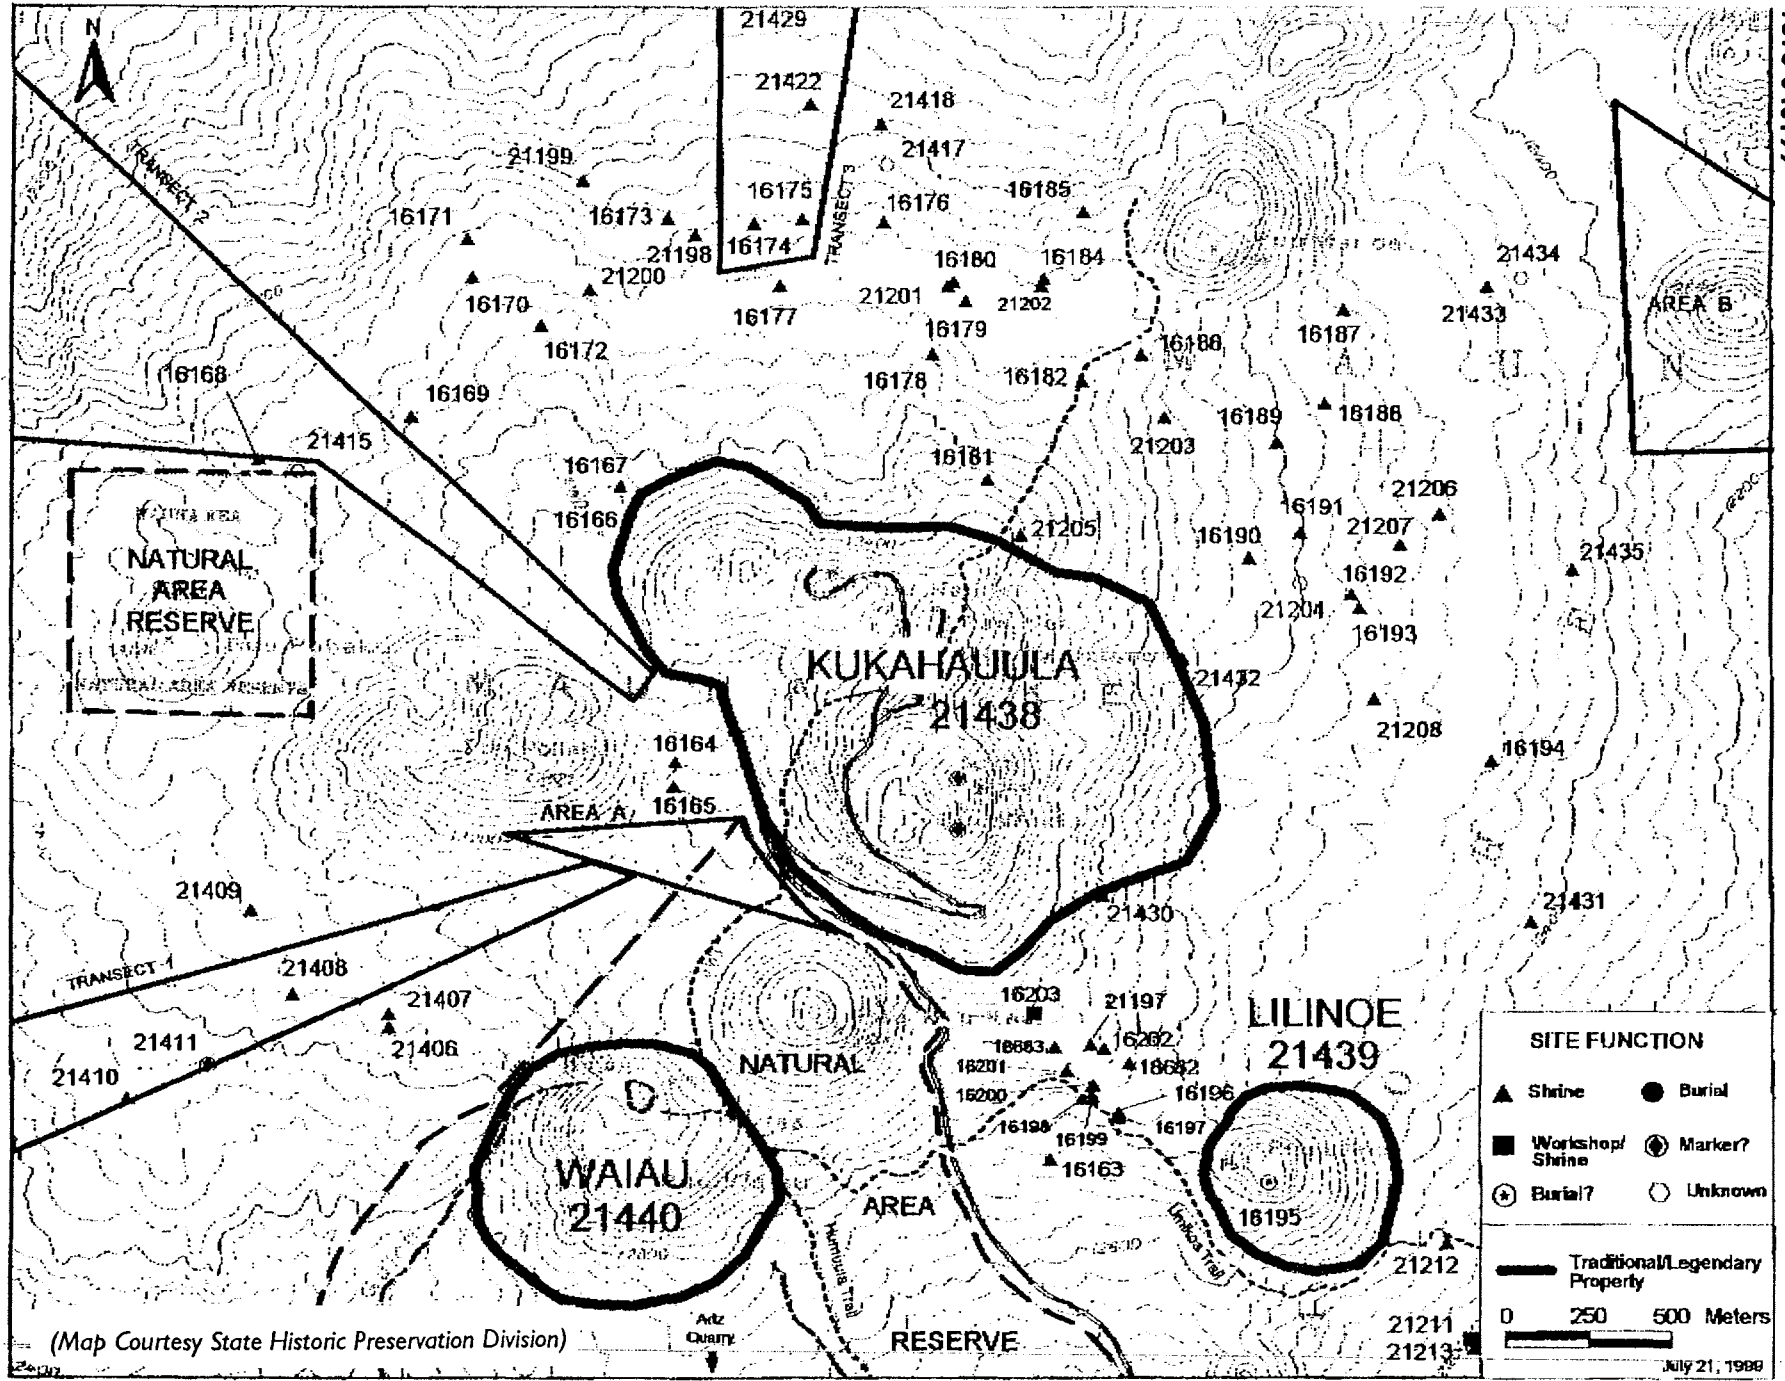 N
21429
21422
21418
21417
21199
TRANSECT 2
16175
TRANSECT 3
16185
16171
16173
16176
21198
16174
16180
16184
21434
21200
21201
21202
16170
16177
16179
21433
AREA B
16187
16172
16186
16168
16178
16182
16169
16188
16189
21415
21203
16167
16181
21206
16191
16166
21205
16190
21207
NATURAL
AREA
RESERVE
21435
16192
21204
16193
KUKAHAUULA
21438
21432
21208
16164
16194
16165
AREA A
21409
21431
21430
TRANSECT 1
21408
21407
16203
21197
LILINOE
21439
21411
21406
NATURAL
16202
21410
16201
16200
16196
16198
16199
16197
WAIAU
21440
16163
AREA
16195
Humuula Trail
Umikoa Trail
21212
Adz
Quarry
RESERVE
21211
21213
(Map Courtesy State Historic Preservation Division)
SITE FUNCTION
Shrine
Burial
Workshop/
Shrine
Marker?
Burial?
Unknown
Traditional/Legendary
Property
0 250 500 Meters